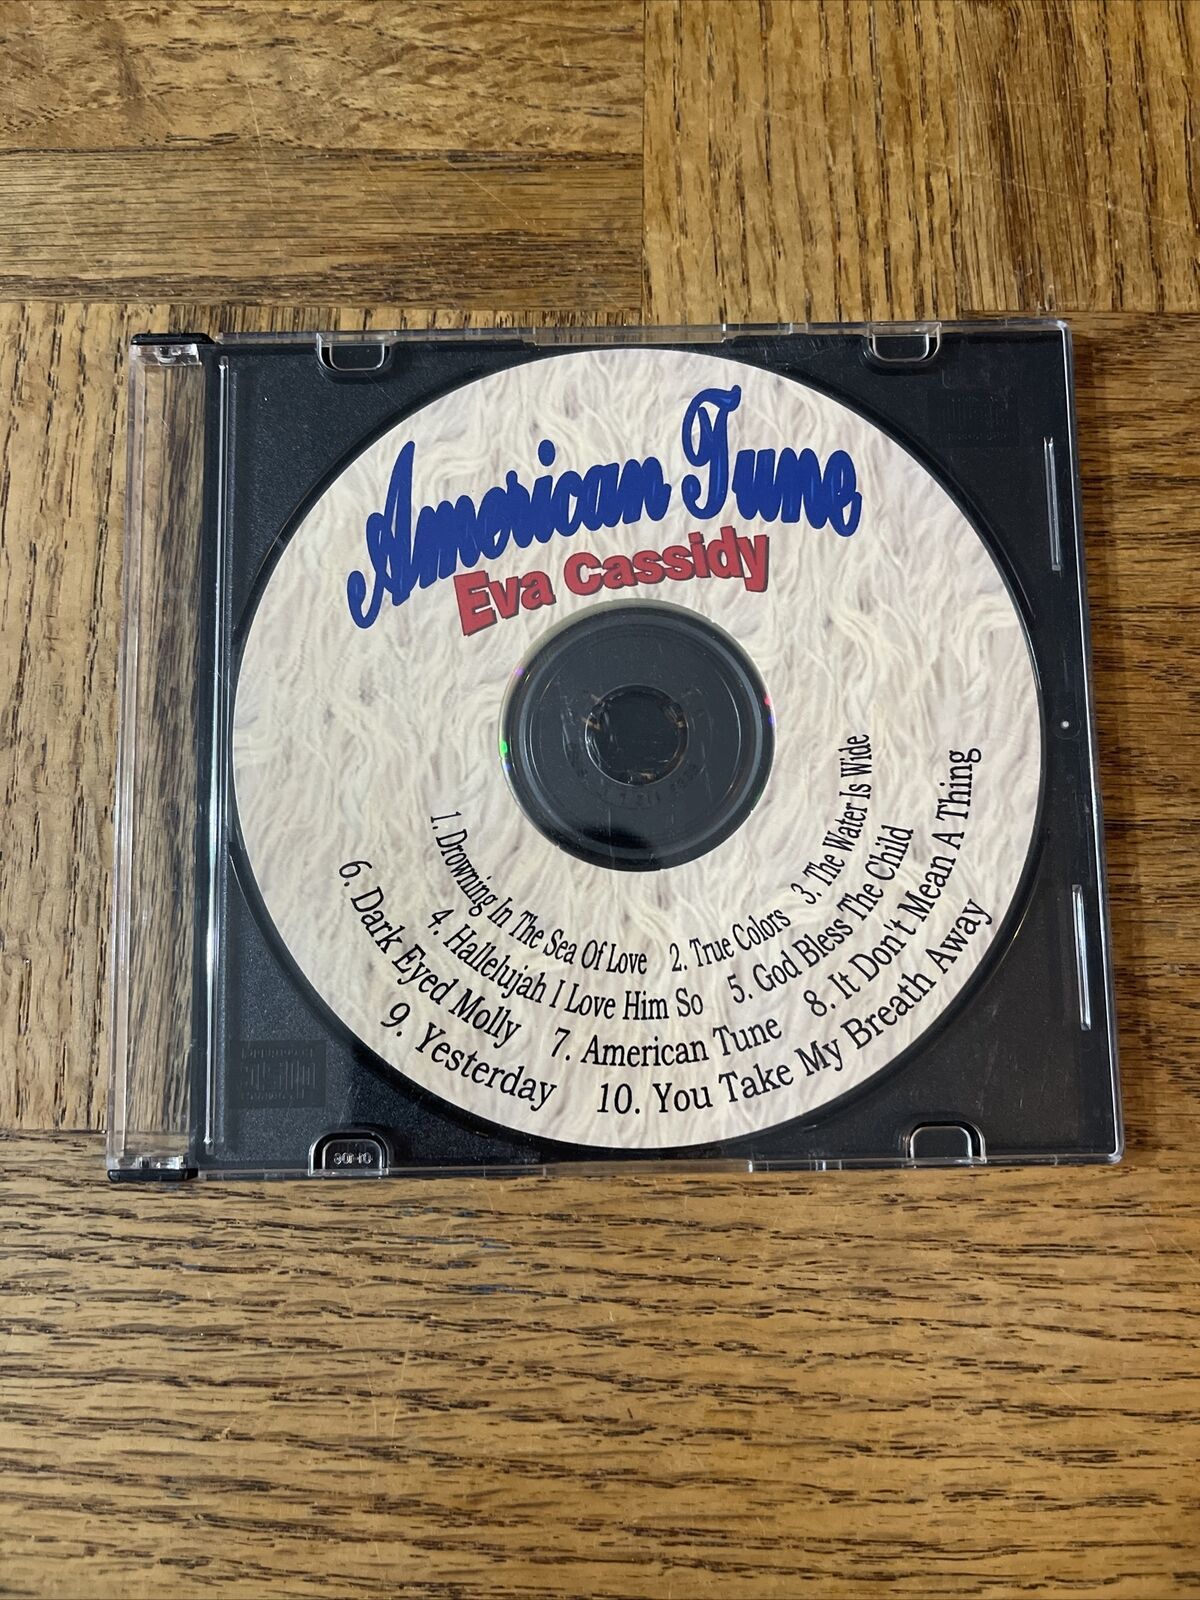 American Tune
Eva Cassidy
1. Drowning In The Sea Of Love 2. True Colors 3. The Water Is Wide
4. Hallelujah I Love Him So 5. God Bless The Child
6. Dark Eyed Molly 7. American Tune 8. It Don't Mean A Thing
9. Yesterday 10. You Take My Breath Away